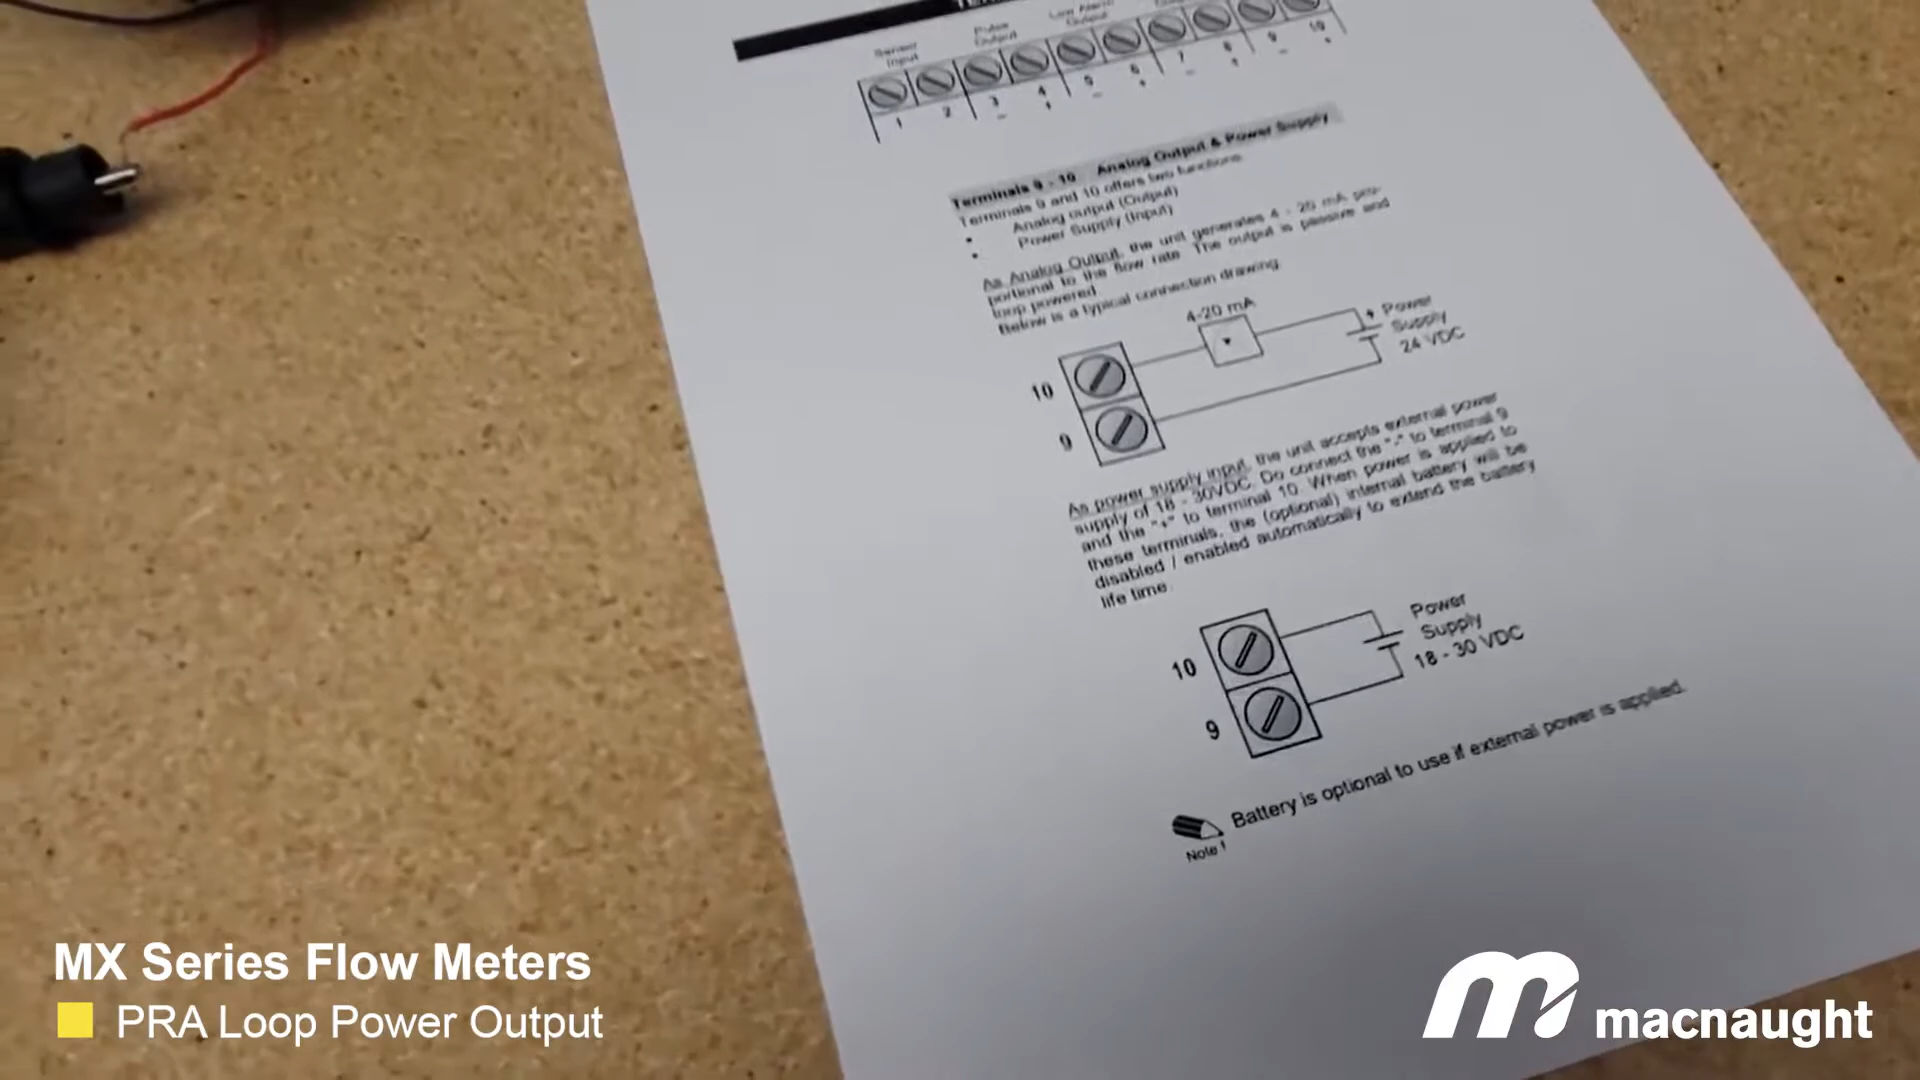 Sensor
Input
Pulse
Output
Low Alarm
Output
1 2 3 4 5 6 7 8 9 10
- + - + - + - +
Terminals 9 - 10 Analog Output & Power Supply
Terminals 9 and 10 offers two functions:
• Analog output (Output)
• Power Supply (Input)
As Analog Output, the unit generates 4 - 20 mA pro-
portional to the flow rate. The output is passive and
loop powered.
Below is a typical connection drawing:
4-20 mA
+ Power
Supply
24 VDC
10
9
As power supply input, the unit accepts external power
supply of 18 - 30VDC. Do connect the "-" to terminal 9
and the "+" to terminal 10. When power is applied to
these terminals, the (optional) internal battery will be
disabled / enabled automatically to extend the battery
life time.
Power
Supply
18 - 30 VDC
10
9
Battery is optional to use if external power is applied.
Note !
MX Series Flow Meters
PRA Loop Power Output
macnaught